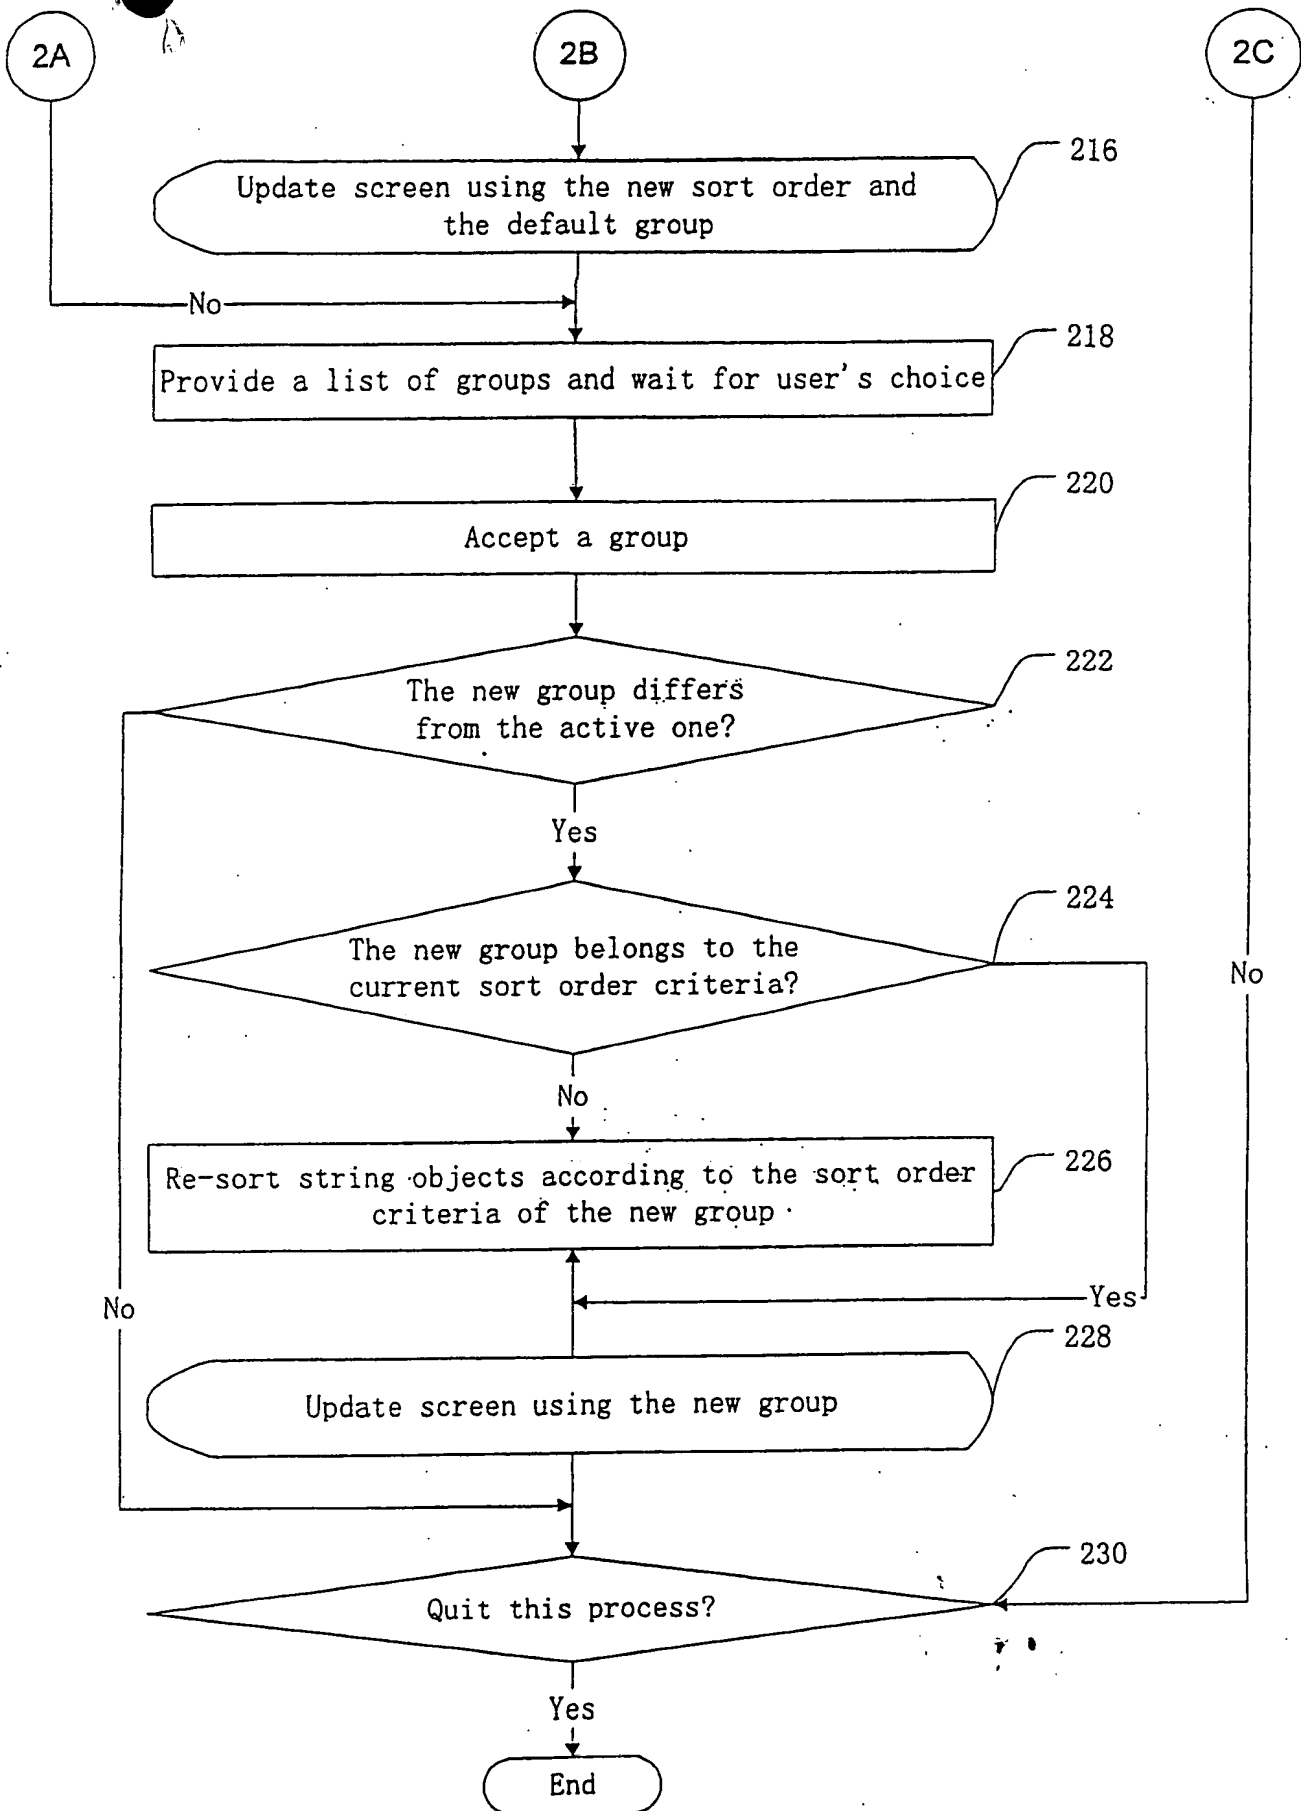 2A
2B
2C
216
Update screen using the new sort order and
the default group
No
218
Provide a list of groups and wait for user's choice
220
Accept a group
222
The new group differs
from the active one?
Yes
224
The new group belongs to the
current sort order criteria?
No
No
226
Re-sort string objects according to the sort order
criteria of the new group
No
Yes
228
Update screen using the new group
230
Quit this process?
Yes
End